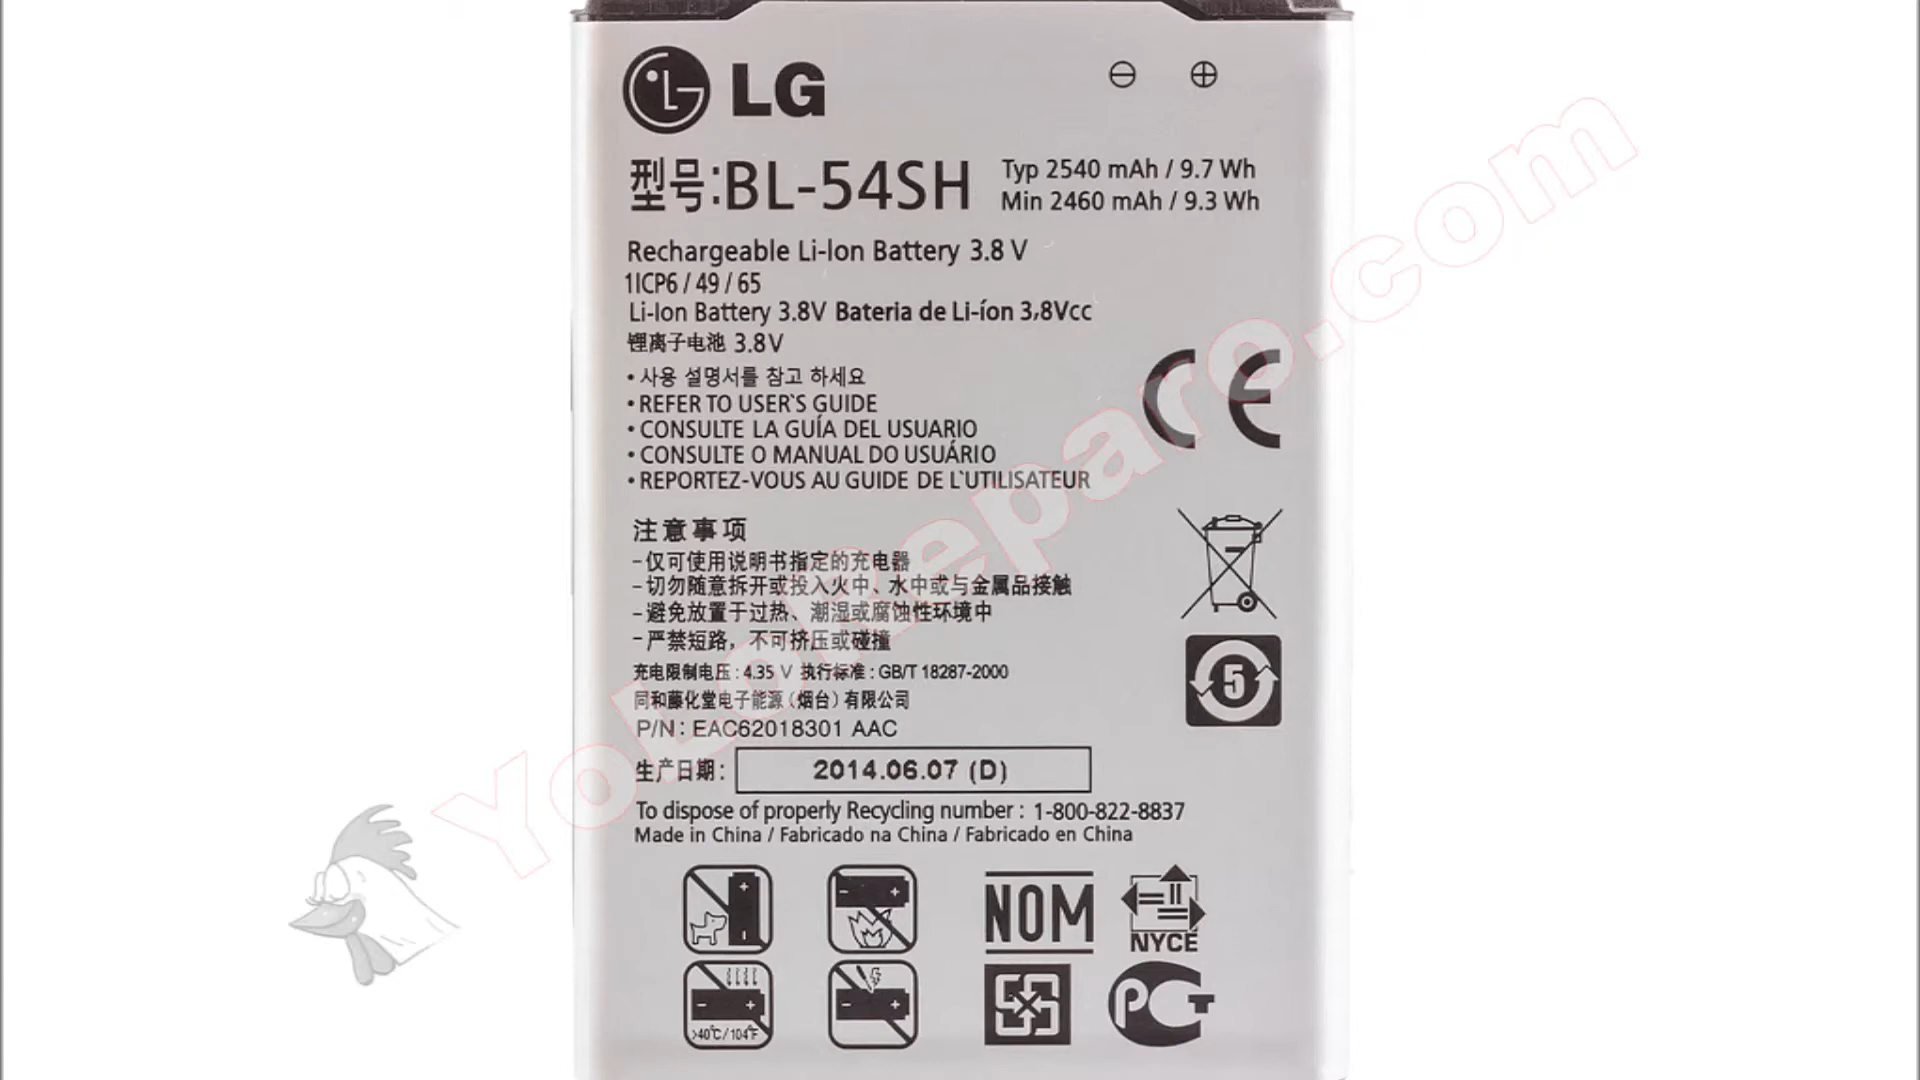 LG
型号:BL-54SH
Typ 2540 mAh / 9.7 Wh
Min 2460 mAh / 9.3 Wh
Rechargeable Li-Ion Battery 3.8 V
1ICP6 / 49 / 65
Li-Ion Battery 3.8V Bateria de Li-íon 3,8Vcc
锂离子电池 3.8V
• 사용 설명서를 참고 하세요
• REFER TO USER`S GUIDE
• CONSULTE LA GUÍA DEL USUARIO
• CONSULTE O MANUAL DO USUÁRIO
• REPORTEZ-VOUS AU GUIDE DE L`UTILISATEUR
CE
注意事项
-仅可使用说明书指定的充电器
-切勿随意拆开或投入火中、水中或与金属品接触
-避免放置于过热、潮湿或腐蚀性环境中
-严禁短路，不可挤压或碰撞
充电限制电压 : 4.35 V 执行标准 : GB/T 18287-2000
同和藤化堂电子能源（烟台）有限公司
5
P/N : EAC62018301 AAC
生产日期: 2014.06.07 (D)
To dispose of properly Recycling number : 1-800-822-8837
Made in China / Fabricado na China / Fabricado en China
NOM
NYCE
>40℃/104℉
PCT
YoLoReparo.com